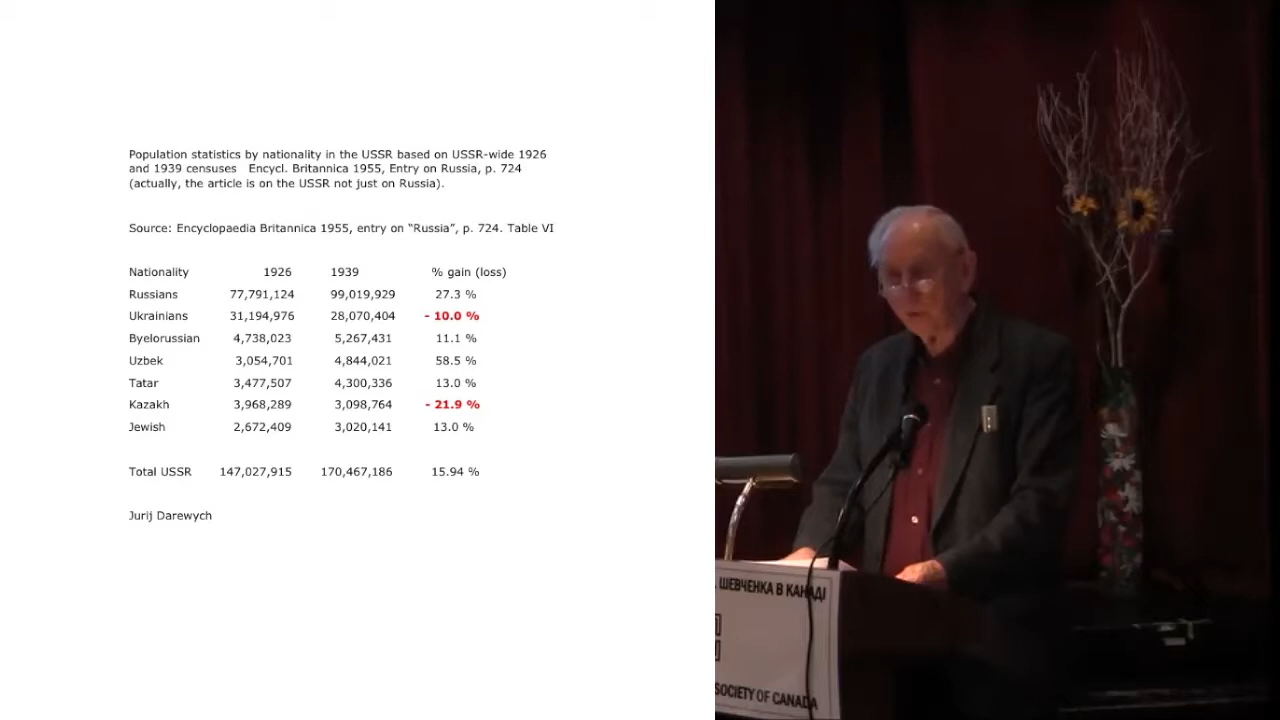 Population statistics by nationality in the USSR based on USSR-wide 1926
and 1939 censuses Encycl. Britannica 1955, Entry on Russia, p. 724
(actually, the article is on the USSR not just on Russia).
Source: Encyclopaedia Britannica 1955, entry on “Russia”, p. 724. Table VI
Nationality 1926 1939 % gain (loss)
Russians 77,791,124 99,019,929 27.3 %
Ukrainians 31,194,976 28,070,404 - 10.0 %
Byelorussian 4,738,023 5,267,431 11.1 %
Uzbek 3,054,701 4,844,021 58.5 %
Tatar 3,477,507 4,300,336 13.0 %
Kazakh 3,968,289 3,098,764 - 21.9 %
Jewish 2,672,409 3,020,141 13.0 %
Total USSR 147,027,915 170,467,186 15.94 %
Jurij Darewych
. ШЕВЧЕНКА В КАНАДІ
SOCIETY OF CANADA